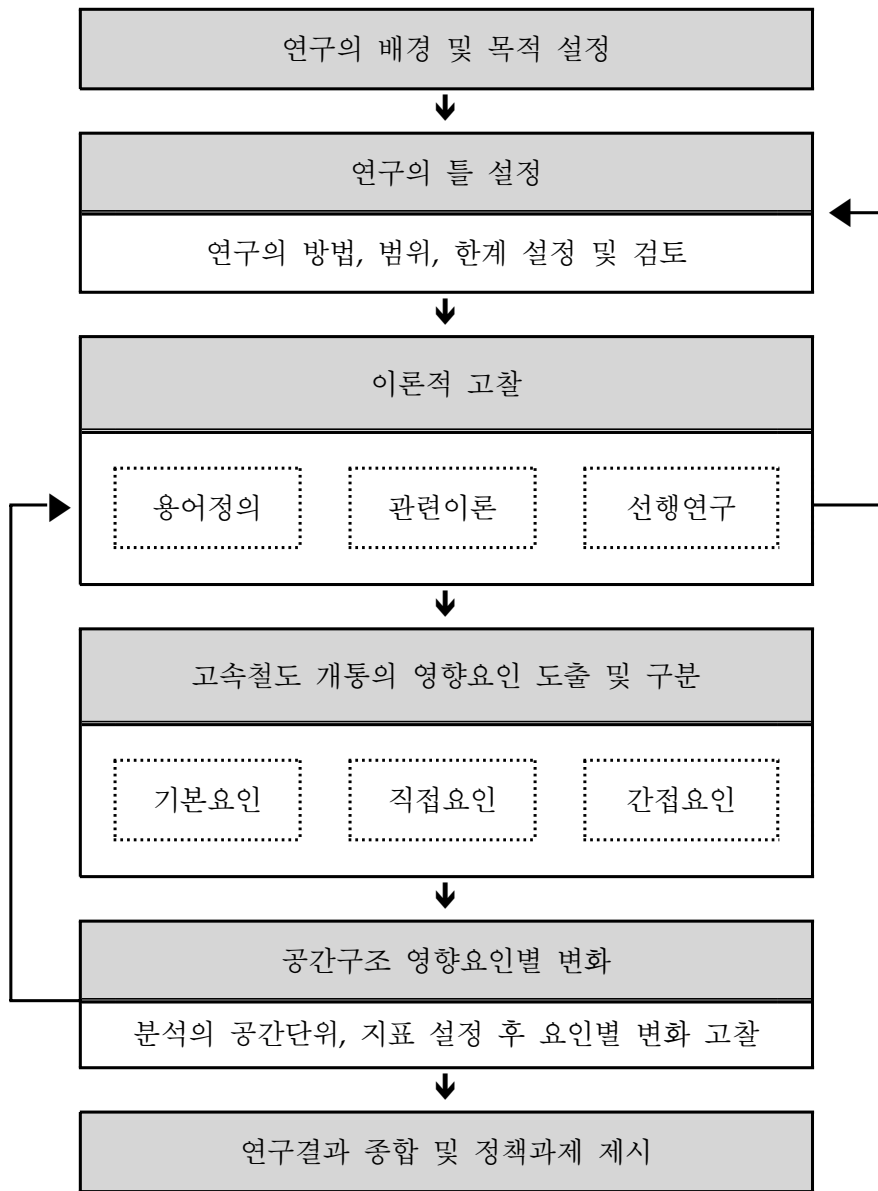 연구의 배경 및 목적 설정
연구의 틀 설정
연구의 방법, 범위, 한계 설정 및 검토
이론적 고찰
용어정의
관련이론
선행연구
고속철도 개통의 영향요인 도출 및 구분
기본요인
직접요인
간접요인
공간구조 영향요인별 변화
분석의 공간단위, 지표 설정 후 요인별 변화 고찰
연구결과 종합 및 정책과제 제시